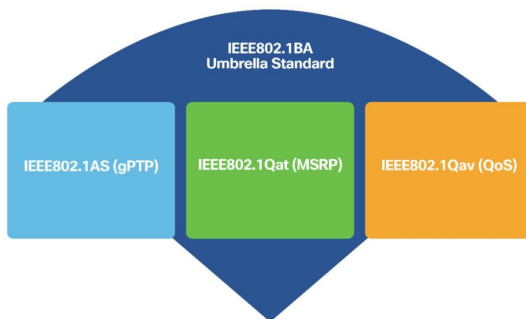 IEEE802.1BA
Umbrella Standard
IEEE802.1AS (gPTP)
IEEE802.1Qat (MSRP)
IEEE802.1Qav (QoS)